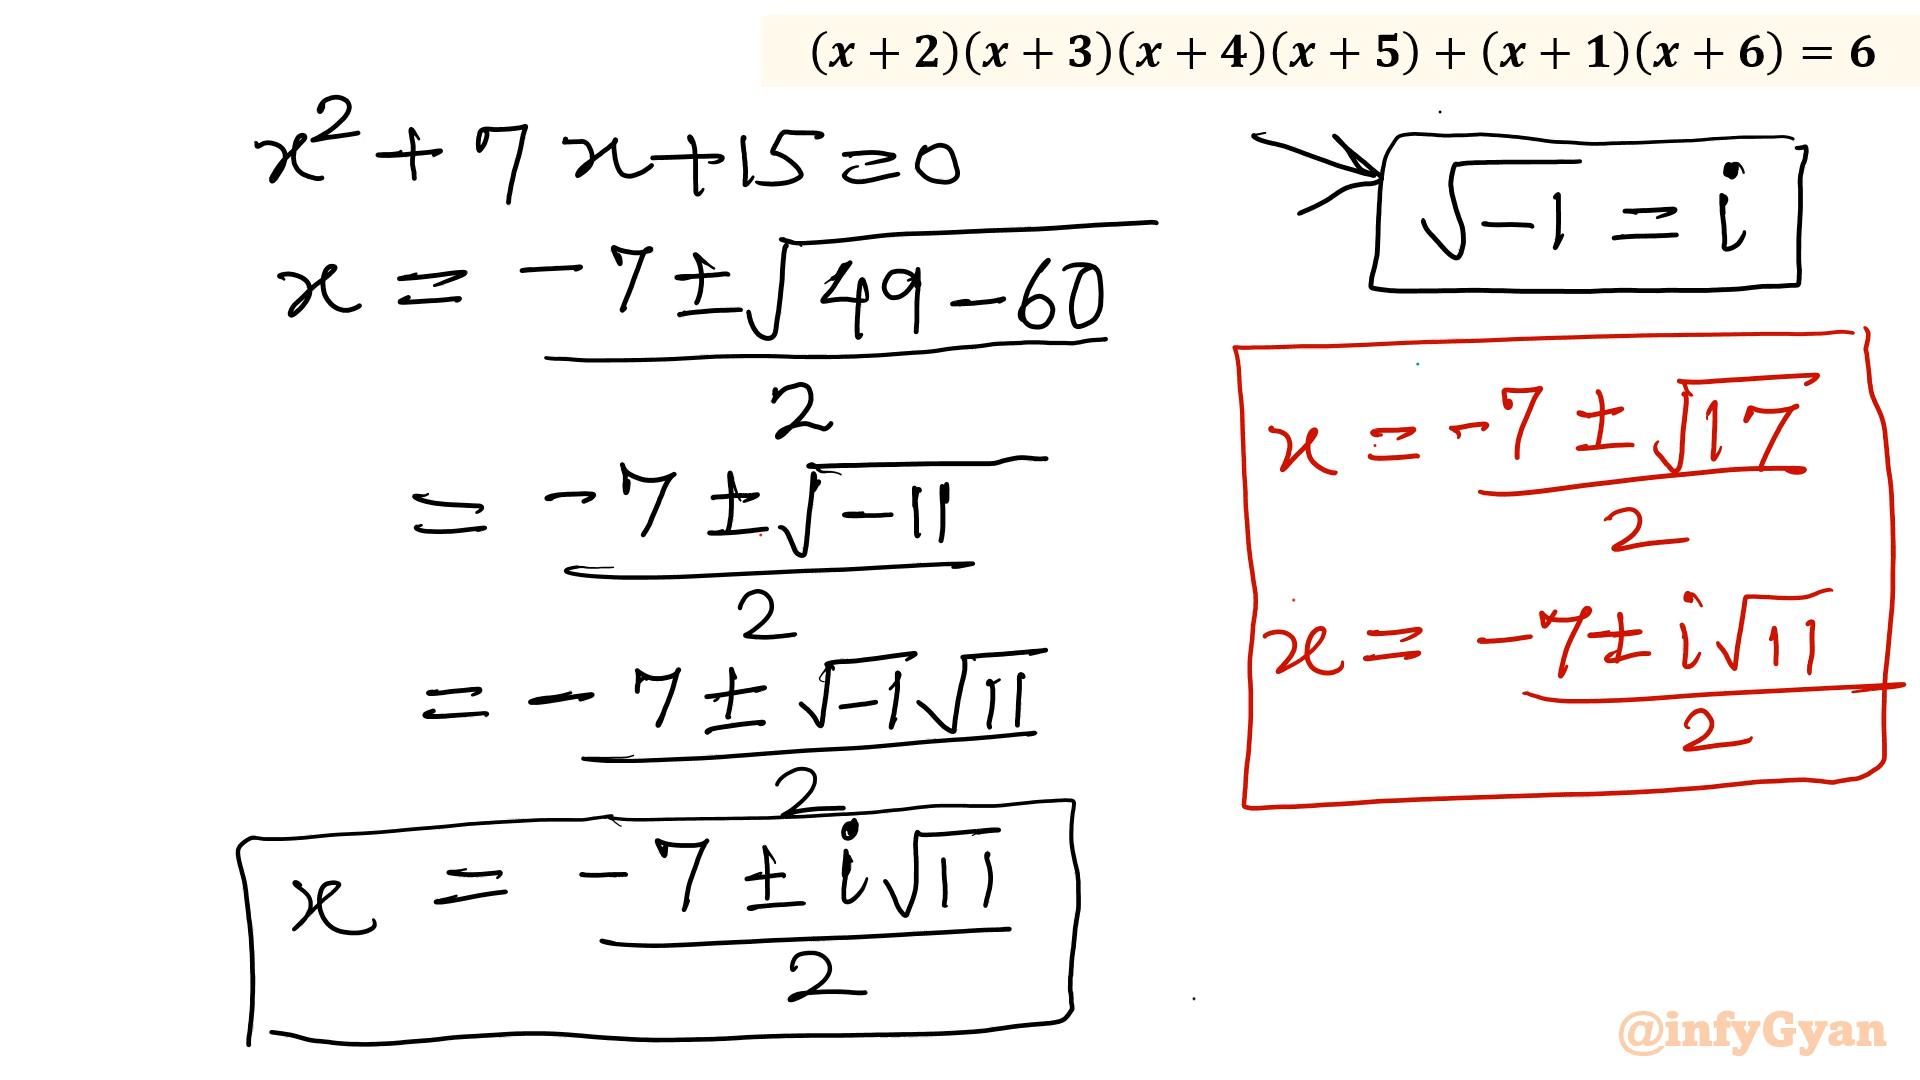 (x + 2)(x + 3)(x + 4)(x + 5) + (x + 1)(x + 6) = 6
x² + 7x + 15 = 0
x = (-7 ± √(49 - 60))/2
= (-7 ± √(-11))/2
= (-7 ± √(-1) √11)/2
x = (-7 ± i√11)/2
√(-1) = i
x = (-7 ± √17)/2
x = (-7 ± i√11)/2
@infyGyan